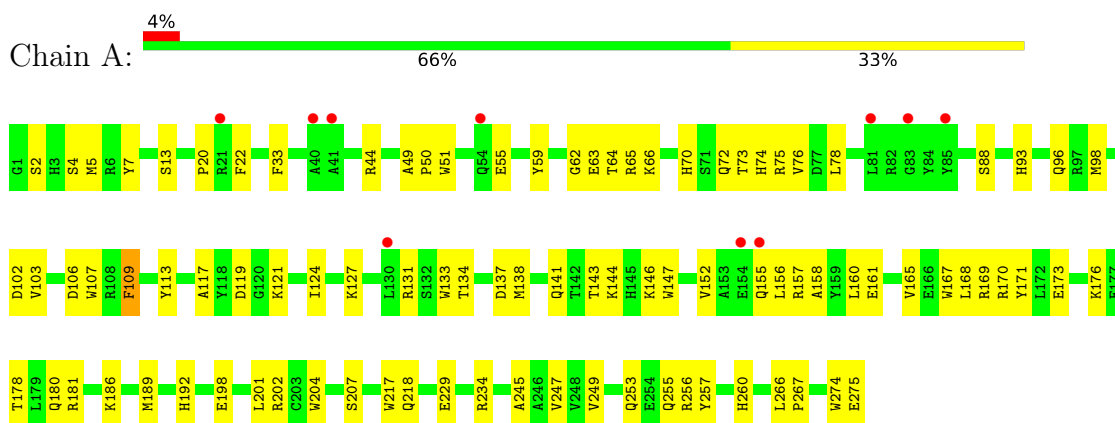 4%
Chain A:
66% 33%
G1 S2 H3 S4 M5 R6 Y7 S13 P20 R21 F22 F33 A40 A41 R44 A49 P50 W51 Q54 E55 Y59 G62 E63 T64 R65 K66 H70 S71 Q72 T73 H74 R75 V76 D77 L78 L81 R82 G83 Y84 Y85 S88 H93 Q96 R97 M98
D102 V103 D106 W107 R108 F109 Y113 A117 Y118 D119 G120 K121 I124 K127 L130 R131 S132 W133 T134 D137 M138 Q141 T142 T143 K144 H145 K146 W147 V152 A153 E154 Q155 L156 R157 A158 Y159 L160 E161 V165 E166 W167 L168 R169 R170 Y171 L172 E173 K176 E177
T178 L179 Q180 R181 K186 M189 H192 E198 L201 R202 C203 W204 S207 W217 Q218 E229 R234 A245 A246 V247 V248 V249 Q253 E254 Q255 R256 Y257 H260 L266 P267 W274 E275